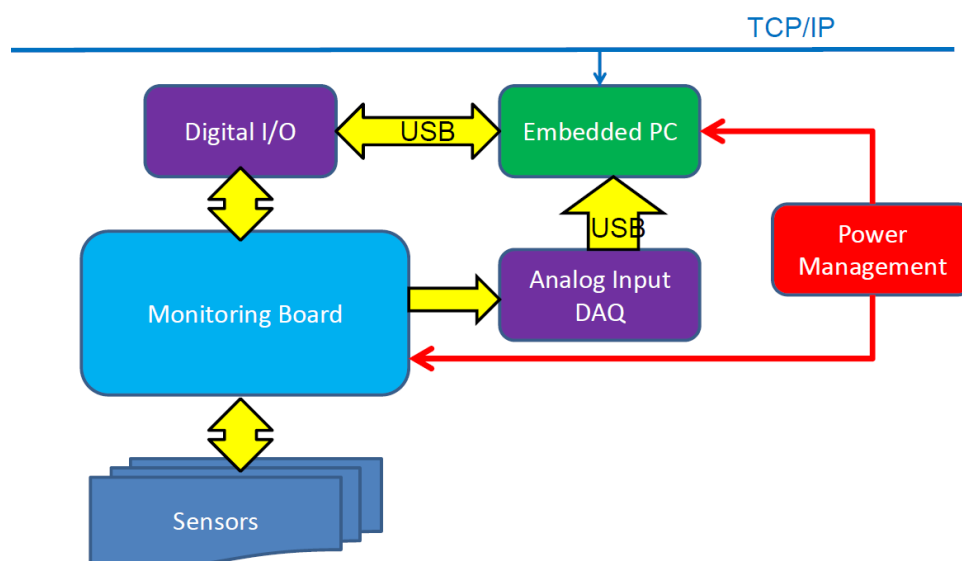 TCP/IP
Digital I/O
USB
Embedded PC
USB
Power
Management
Monitoring Board
Analog Input
DAQ
Sensors